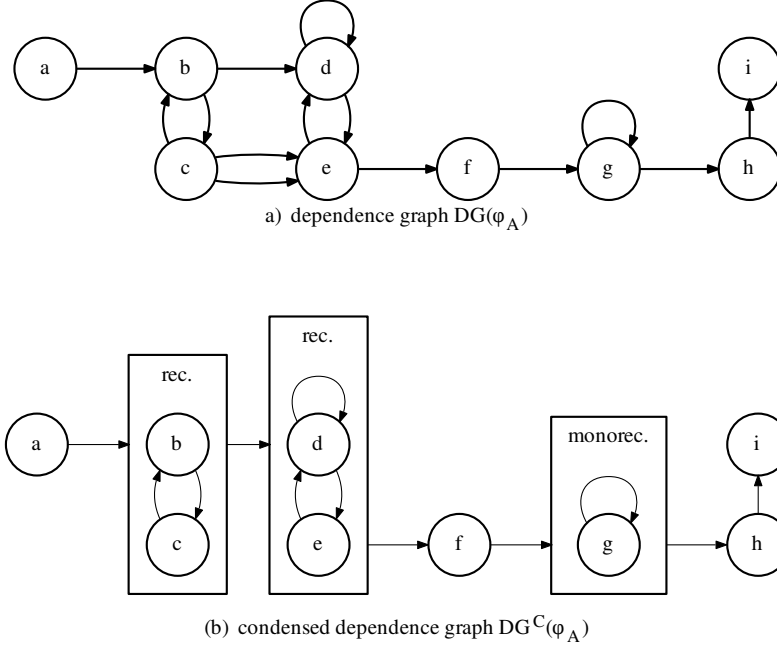 a b d i
c e f g h
a) dependence graph DG(φ_A)
rec.
rec.
monorec.
a b d i
c e f g h
(b) condensed dependence graph DG^C(φ_A)